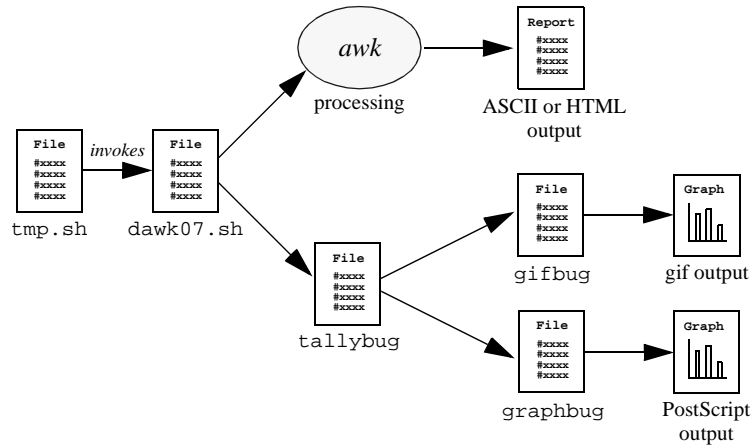 awk
processing
Report
#xxxx
#xxxx
#xxxx
#xxxx
ASCII or HTML
output
File
#xxxx
#xxxx
#xxxx
#xxxx
tmp.sh
invokes
File
#xxxx
#xxxx
#xxxx
#xxxx
dawk07.sh
File
#xxxx
#xxxx
#xxxx
#xxxx
tallybug
File
#xxxx
#xxxx
#xxxx
#xxxx
gifbug
Graph
gif output
File
#xxxx
#xxxx
#xxxx
#xxxx
graphbug
Graph
PostScript
output